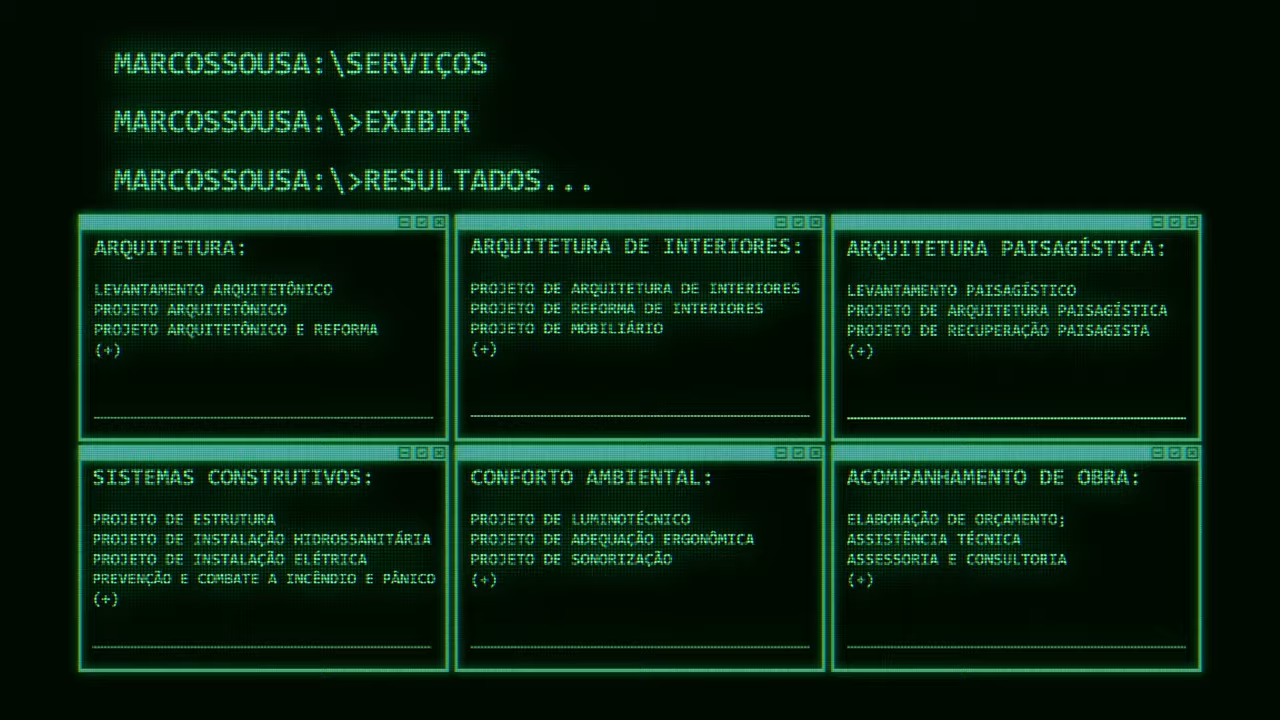 MARCOSSOUSA:\SERVIÇOS
MARCOSSOUSA:\>EXIBIR
MARCOSSOUSA:\>RESULTADOS...
ARQUITETURA:
LEVANTAMENTO ARQUITETÔNICO
PROJETO ARQUITETÔNICO
PROJETO ARQUITETÔNICO E REFORMA
(+)
ARQUITETURA DE INTERIORES:
PROJETO DE ARQUITETURA DE INTERIORES
PROJETO DE REFORMA DE INTERIORES
PROJETO DE MOBILIÁRIO
(+)
ARQUITETURA PAISAGÍSTICA:
LEVANTAMENTO PAISAGÍSTICO
PROJETO DE ARQUITETURA PAISAGÍSTICA
PROJETO DE RECUPERAÇÃO PAISAGISTA
(+)
SISTEMAS CONSTRUTIVOS:
PROJETO DE ESTRUTURA
PROJETO DE INSTALAÇÃO HIDROSSANITÁRIA
PROJETO DE INSTALAÇÃO ELÉTRICA
PREVENÇÃO E COMBATE A INCÊNDIO E PÂNICO
(+)
CONFORTO AMBIENTAL:
PROJETO DE LUMINOTÉCNICO
PROJETO DE ADEQUAÇÃO ERGONÔMICA
PROJETO DE SONORIZAÇÃO
(+)
ACOMPANHAMENTO DE OBRA:
ELABORAÇÃO DE ORÇAMENTO;
ASSISTÊNCIA TÉCNICA
ASSESSORIA E CONSULTORIA
(+)